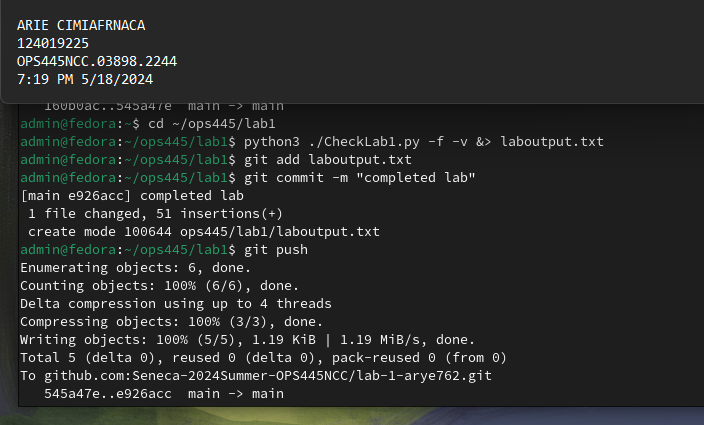 ARIE CIMIAFRNACA
124019225
OPS445NCC.03898.2244
7:19 PM 5/18/2024
160b0ac..545a47e  main -> main
admin@fedora:~$ cd ~/ops445/lab1
admin@fedora:~/ops445/lab1$ python3 ./CheckLab1.py -f -v &> laboutput.txt
admin@fedora:~/ops445/lab1$ git add laboutput.txt
admin@fedora:~/ops445/lab1$ git commit -m "completed lab"
[main e926acc] completed lab
 1 file changed, 51 insertions(+)
 create mode 100644 ops445/lab1/laboutput.txt
admin@fedora:~/ops445/lab1$ git push
Enumerating objects: 6, done.
Counting objects: 100% (6/6), done.
Delta compression using up to 4 threads
Compressing objects: 100% (3/3), done.
Writing objects: 100% (5/5), 1.19 KiB | 1.19 MiB/s, done.
Total 5 (delta 0), reused 0 (delta 0), pack-reused 0 (from 0)
To github.com:Seneca-2024Summer-OPS445NCC/lab-1-arye762.git
   545a47e..e926acc  main -> main